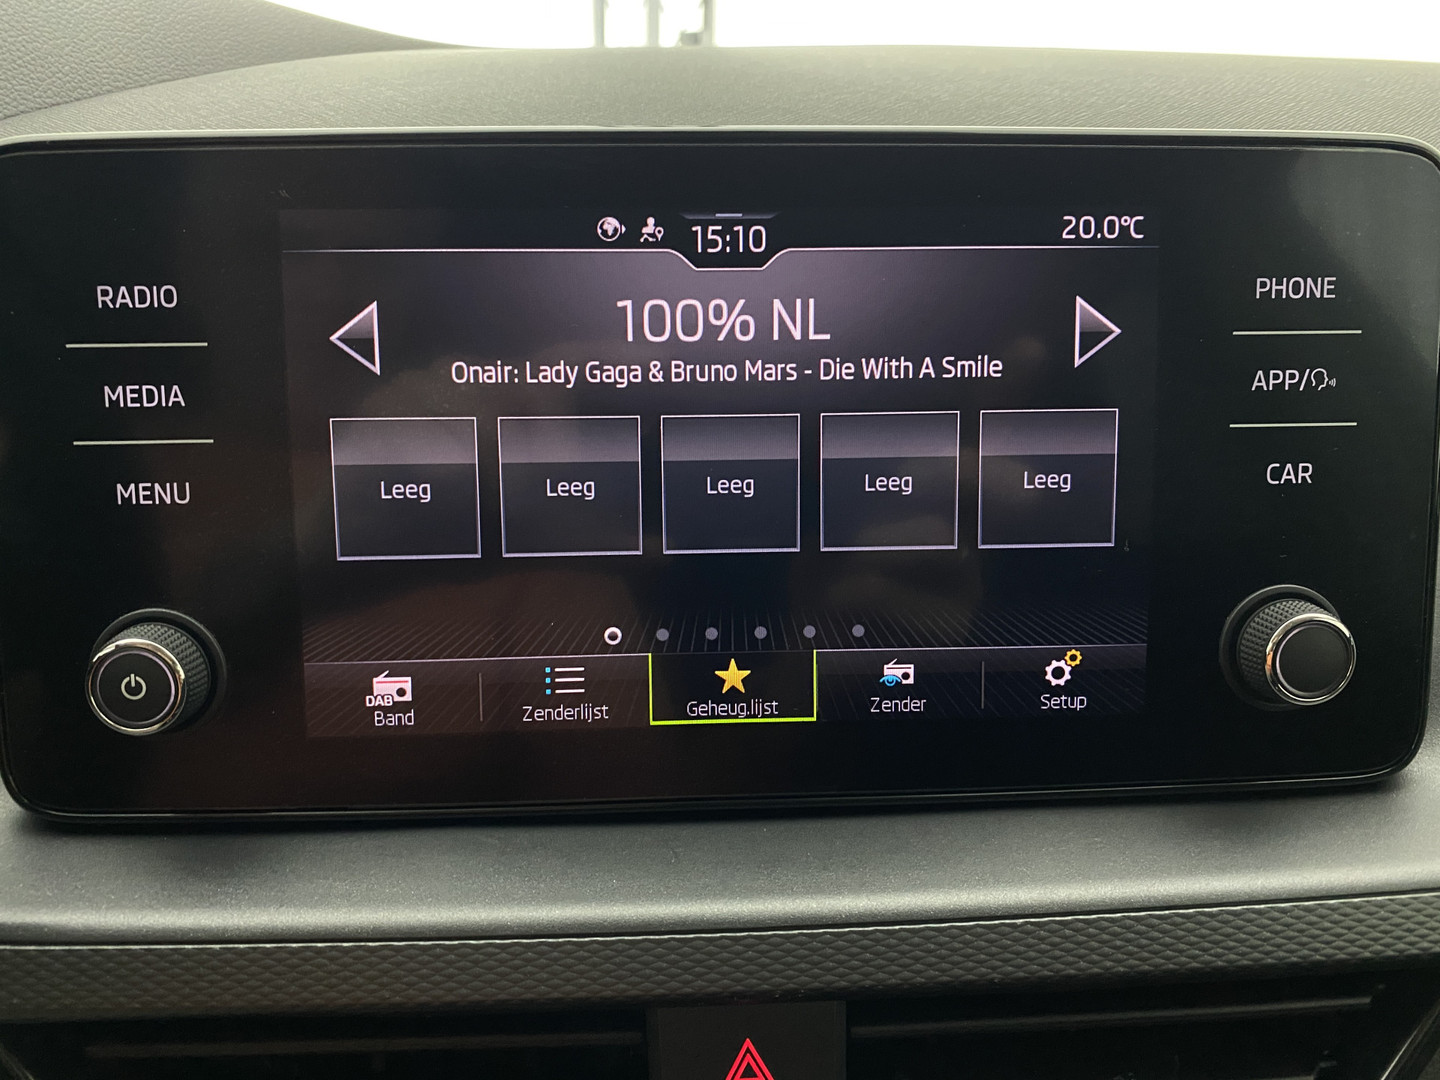 15:10
20.0°C
RADIO
MEDIA
MENU
100% NL
Onair: Lady Gaga & Bruno Mars - Die With A Smile
Leeg
Leeg
Leeg
Leeg
Leeg
PHONE
APP/
CAR
DAB
Band
Zenderlijst
Geheug.lijst
Zender
Setup